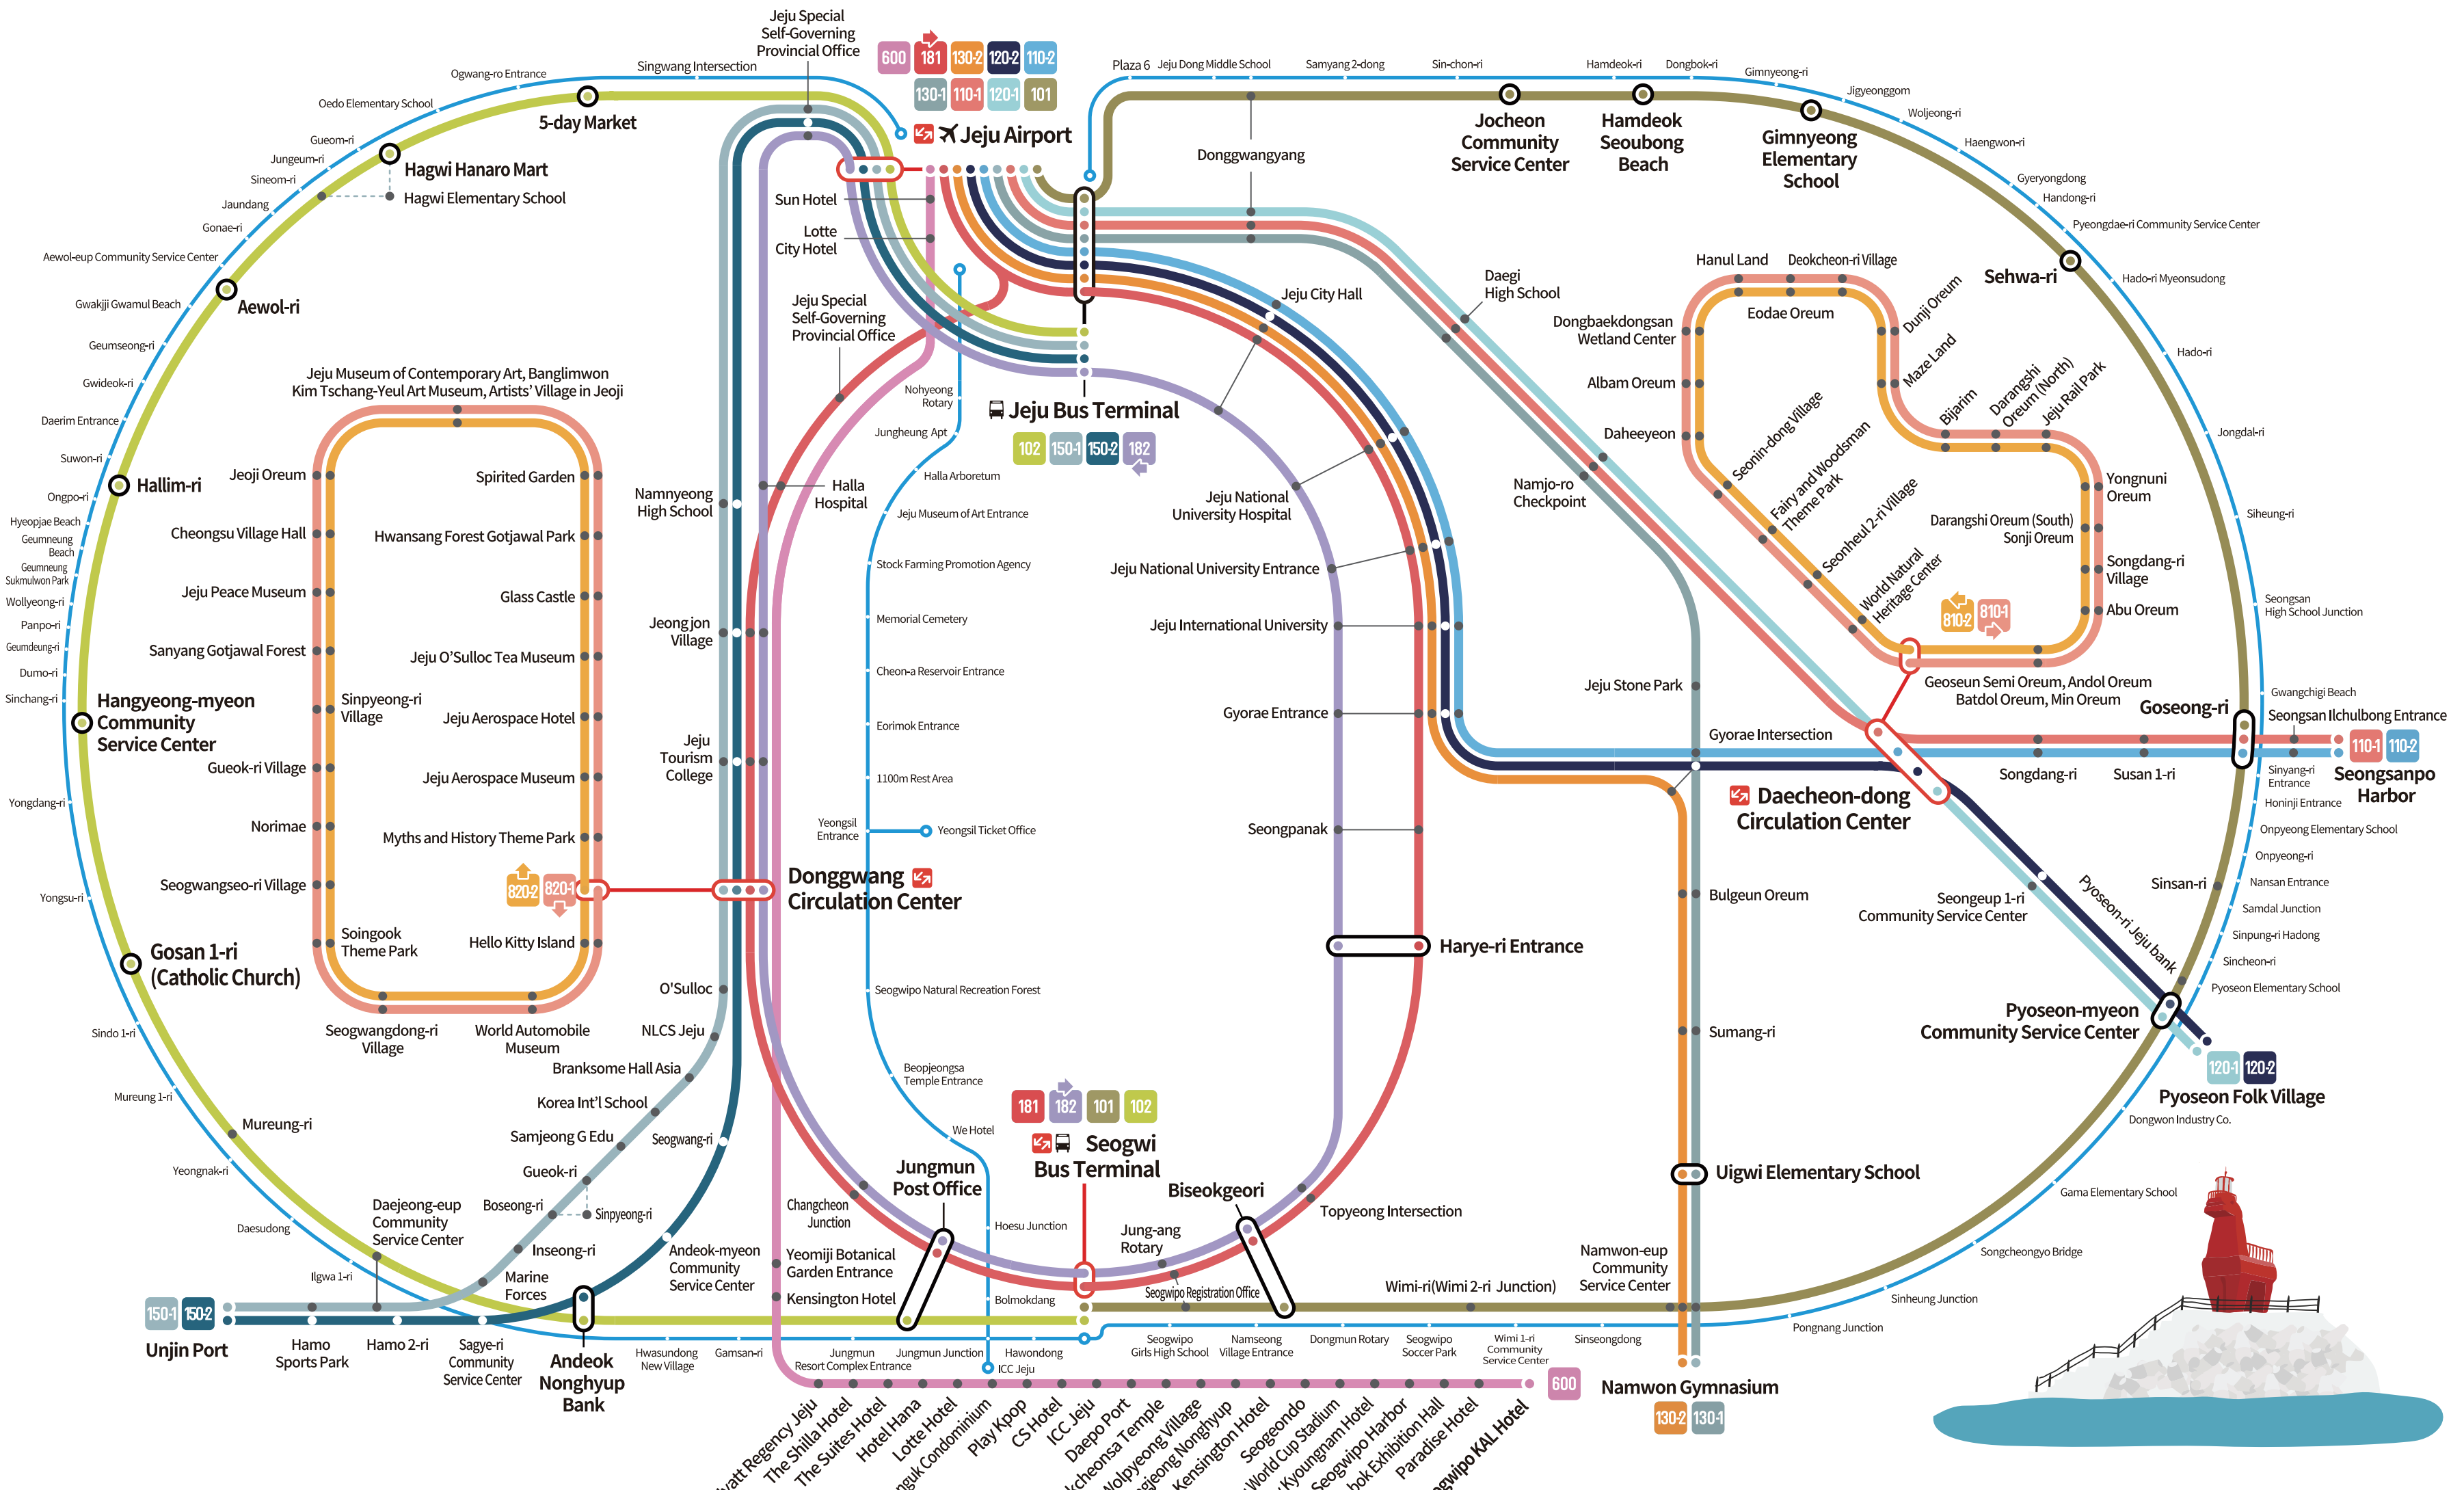 Jeju Special
Self-Governing
Provincial Office
600
181
130-2
120-2
110-2
130-1
110-1
120-1
101
Jeju Airport
Singwang Intersection
Ogwang-ro Entrance
Oedo Elementary School
Gueom-ri
Jungeum-ri
Sineom-ri
Jaundang
Gonae-ri
Aewol-eup Community Service Center
Gwakjji Gwamul Beach
Geumseong-ri
Gwideok-ri
Daerim Entrance
Suwon-ri
Ongpo-ri
Hyeopjae Beach
Geumneung
Beach
Geumneung
Sukmulwon Park
Wollyeong-ri
Panpo-ri
Geumdeung-ri
Dumo-ri
Sinchang-ri
Yongdang-ri
Yongsu-ri
Sindo 1-ri
Mureung 1-ri
Yeongnak-ri
Daesudong
Ilgwa 1-ri
5-day Market
Hagwi Hanaro Mart
Hagwi Elementary School
Aewol-ri
Hallim-ri
Hangyeong-myeon
Community
Service Center
Gosan 1-ri
(Catholic Church)
Mureung-ri
Daejeong-eup
Community
Service Center
Jeju Museum of Contemporary Art, Banglimwon
Kim Tschang-Yeul Art Museum, Artists' Village in Jeoji
Jeoji Oreum
Cheongsu Village Hall
Jeju Peace Museum
Sanyang Gotjawal Forest
Sinpyeong-ri
Village
Gueok-ri Village
Norimae
Seogwangseo-ri Village
Soingook
Theme Park
Seogwangdong-ri
Village
World Automobile
Museum
Spirited Garden
Hwansang Forest Gotjawal Park
Glass Castle
Jeju O'Sulloc Tea Museum
Jeju Aerospace Hotel
Jeju Aerospace Museum
Myths and History Theme Park
820-2
820-1
Hello Kitty Island
Sun Hotel
Lotte
City Hotel
Jeju Special
Self-Governing
Provincial Office
Namnyeong
High School
Halla
Hospital
Jeong jon
Village
Jeju
Tourism
College
Donggwang
Circulation Center
O'Sulloc
NLCS Jeju
Branksome Hall Asia
Korea Int'l School
Samjeong G Edu
Gueok-ri
Boseong-ri
Sinpyeong-ri
Inseong-ri
Marine
Forces
Seogwang-ri
Andeok-myeon
Community
Service Center
150-1
150-2
Unjin Port
Hamo
Sports Park
Hamo 2-ri
Sagye-ri
Community
Service Center
Andeok
Nonghyup
Bank
Hwasundong
New Village
Gamsan-ri
Jungmun
Resort Complex Entrance
Jungmun Junction
Hawondong
ICC Jeju
Nohyeong
Rotary
Jungheung Apt
Halla Arboretum
Jeju Museum of Art Entrance
Stock Farming Promotion Agency
Memorial Cemetery
Cheon-a Reservoir Entrance
Eorimok Entrance
1100m Rest Area
Yeongsil
Entrance
Yeongsil Ticket Office
Seogwipo Natural Recreation Forest
Beopjeongsa
Temple Entrance
We Hotel
Hoesu Junction
Bolmokdang
Jeju Bus Terminal
102
150-1
150-2
182
Changcheon
Junction
Yeomiji Botanical
Garden Entrance
Kensington Hotel
Jungmun
Post Office
181
182
101
102
Seogwi
Bus Terminal
Jung-ang
Rotary
Seogwipo Registration Office
Biseokgeori
Topyeong Intersection
Wimi-ri(Wimi 2-ri Junction)
Seogwipo
Girls High School
Namseong
Village Entrance
Dongmun Rotary
Seogwipo
Soccer Park
Wimi 1-ri
Community
Service Center
Sinseongdong
Jeju City Hall
Jeju National
University Hospital
Jeju National University Entrance
Jeju International University
Gyorae Entrance
Seongpanak
Harye-ri Entrance
Plaza 6
Jeju Dong Middle School
Samyang 2-dong
Sin-chon-ri
Hamdeok-ri
Dongbok-ri
Gimnyeong-ri
Jigyeonggom
Woljeong-ri
Haengwon-ri
Gyeryongdong
Handong-ri
Pyeongdae-ri Community Service Center
Hado-ri Myeonsudong
Hado-ri
Jongdal-ri
Siheung-ri
Seongsan
High School Junction
Gwangchigi Beach
Seongsan Ilchulbong Entrance
Donggwangyang
Jocheon
Community
Service Center
Hamdeok
Seoubong
Beach
Gimnyeong
Elementary
School
Sehwa-ri
Daegi
High School
Namjo-ro
Checkpoint
Hanul Land
Deokcheon-ri Village
Eodae Oreum
Dunji Oreum
Maze Land
Bijarim
Darangshi
Oreum (North)
Jeju Rail Park
Dongbaekdongsan
Wetland Center
Albam Oreum
Daheeyeon
Seonin-dong Village
Fairy and Woodsman
Theme Park
Seonheul 2-ri Village
World Natural
Heritage Center
Yongnuni
Oreum
Darangshi Oreum (South)
Sonji Oreum
Songdang-ri
Village
Abu Oreum
810-2
810-1
Geoseun Semi Oreum, Andol Oreum
Batdol Oreum, Min Oreum
Jeju Stone Park
Gyorae Intersection
Daecheon-dong
Circulation Center
Songdang-ri
Susan 1-ri
Goseong-ri
110-1
110-2
Seongsanpo
Harbor
Sinyang-ri
Entrance
Honinji Entrance
Onpyeong Elementary School
Onpyeong-ri
Nansan Entrance
Samdal Junction
Sinpung-ri Hadong
Sincheon-ri
Pyoseon Elementary School
Sinsan-ri
Seongeup 1-ri
Community Service Center
Pyoseon-ri Jeju bank
Pyoseon-myeon
Community Service Center
120-1
120-2
Pyoseon Folk Village
Dongwon Industry Co.
Gama Elementary School
Songcheongyo Bridge
Sinheung Junction
Pongnang Junction
Bulgeun Oreum
Sumang-ri
Uigwi Elementary School
Namwon-eup
Community
Service Center
Namwon Gymnasium
130-2
130-1
600
Hyatt Regency Jeju
The Shilla Hotel
The Suites Hotel
Hotel Hana
Lotte Hotel
Condominium
Play Kpop
CS Hotel
ICC Jeju
Daepo Port
Temple
Wolpyeong Village
Nonghyup
Kensington Hotel
Seogeondo
World Cup Stadium
Kyoungnam Hotel
Seogwipo Harbor
Exhibition Hall
Paradise Hotel
Seogwipo KAL Hotel